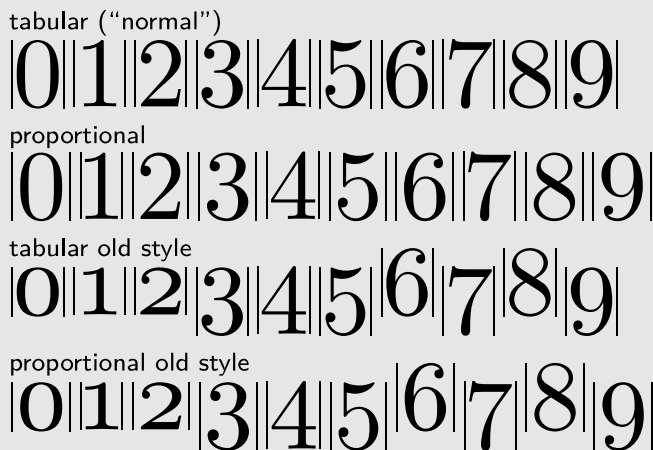 tabular (“normal”)
0 1 2 3 4 5 6 7 8 9
proportional
0 1 2 3 4 5 6 7 8 9
tabular old style
0 1 2 3 4 5 6 7 8 9
proportional old style
0 1 2 3 4 5 6 7 8 9